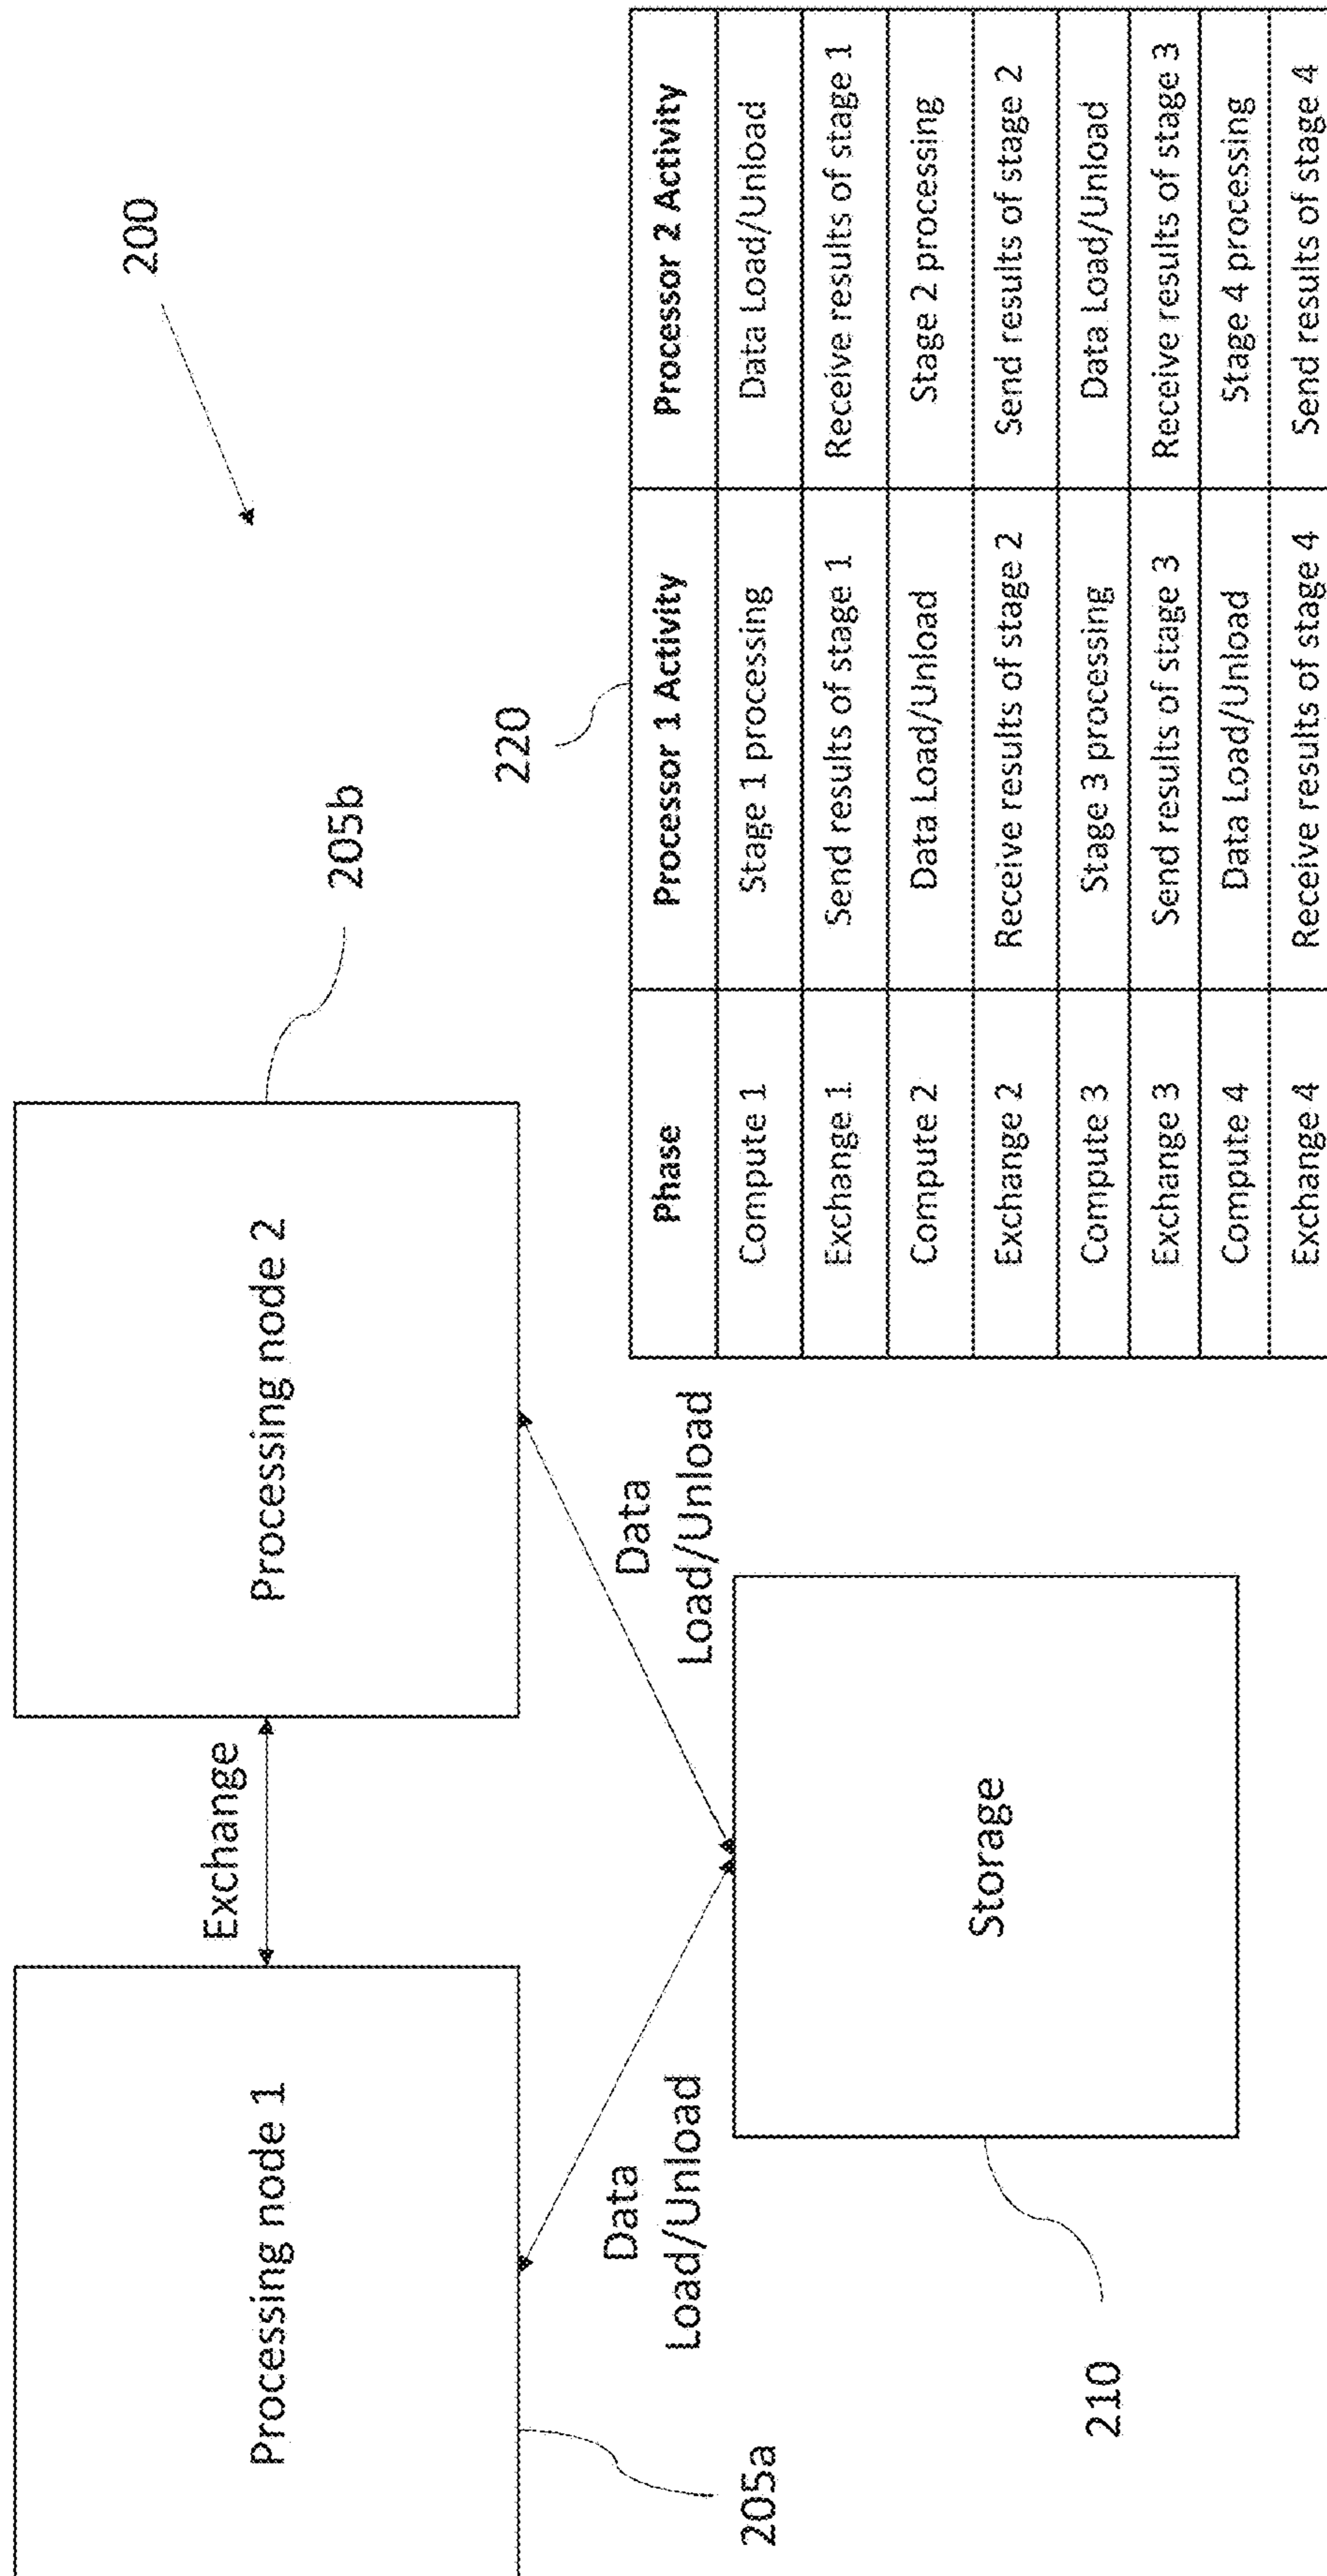 200
Processing node 1
Exchange
Processing node 2
205a
205b
Data
Load/Unload
Data
Load/Unload
Storage
210
220
Phase Processor 1 Activity Processor 2 Activity
Compute 1 Stage 1 processing Data Load/Unload
Exchange 1 Send results of stage 1 Receive results of stage 1
Compute 2 Data Load/Unload Stage 2 processing
Exchange 2 Receive results of stage 2 Send results of stage 2
Compute 3 Stage 3 processing Data Load/Unload
Exchange 3 Send results of stage 3 Receive results of stage 3
Compute 4 Data Load/Unload Stage 4 processing
Exchange 4 Receive results of stage 4 Send results of stage 4